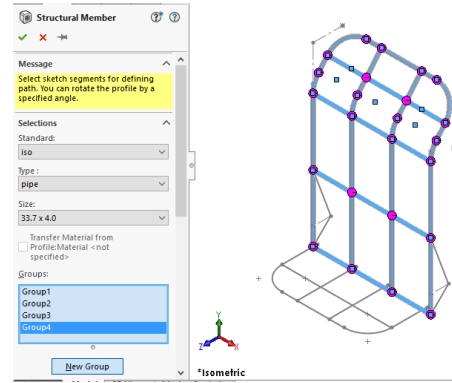 Structural Member
Message
Select sketch segments for defining
path. You can rotate the profile by a
specified angle.
Selections
Standard:
iso
Type :
pipe
Size:
33.7 x 4.0
Transfer Material from
Profile:Material <not
specified>
Groups:
Group1
Group2
Group3
Group4
New Group
Y
Z
X
*Isometric